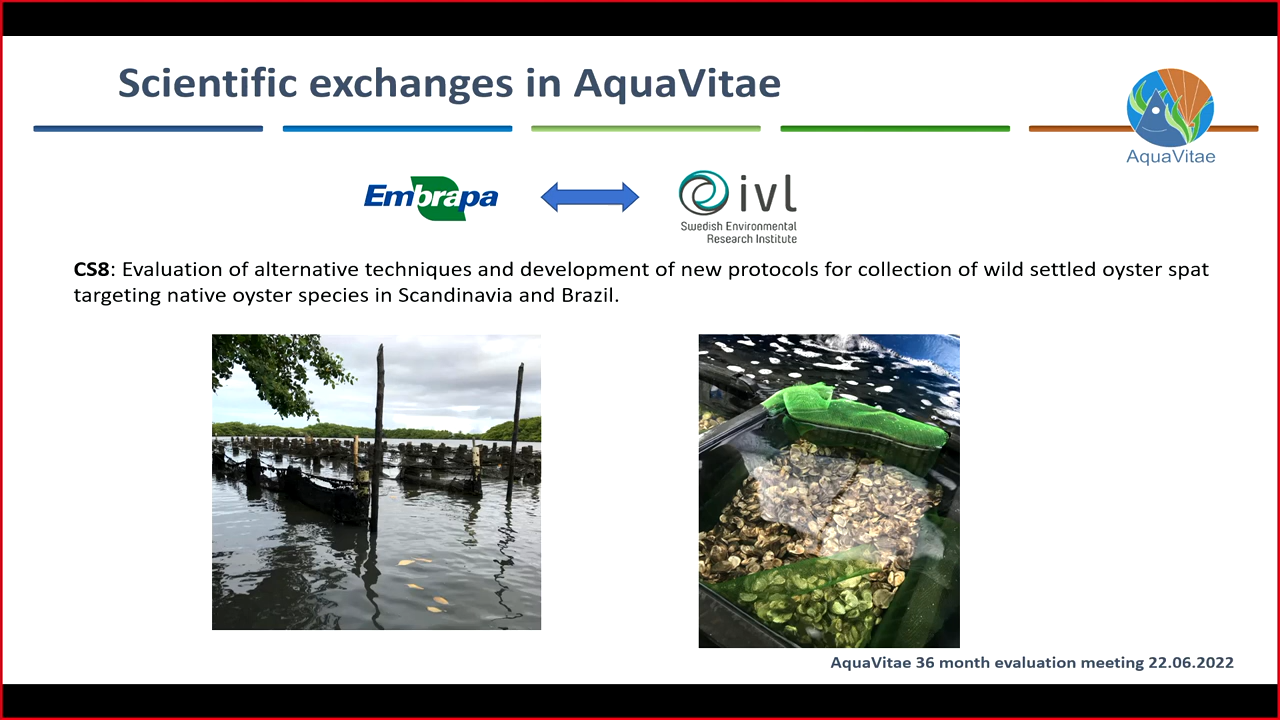 Scientific exchanges in AquaVitae
AquaVitae
Embrapa
ivl
Swedish Environmental
Research Institute
CS8: Evaluation of alternative techniques and development of new protocols for collection of wild settled oyster spat
targeting native oyster species in Scandinavia and Brazil.
AquaVitae 36 month evaluation meeting 22.06.2022